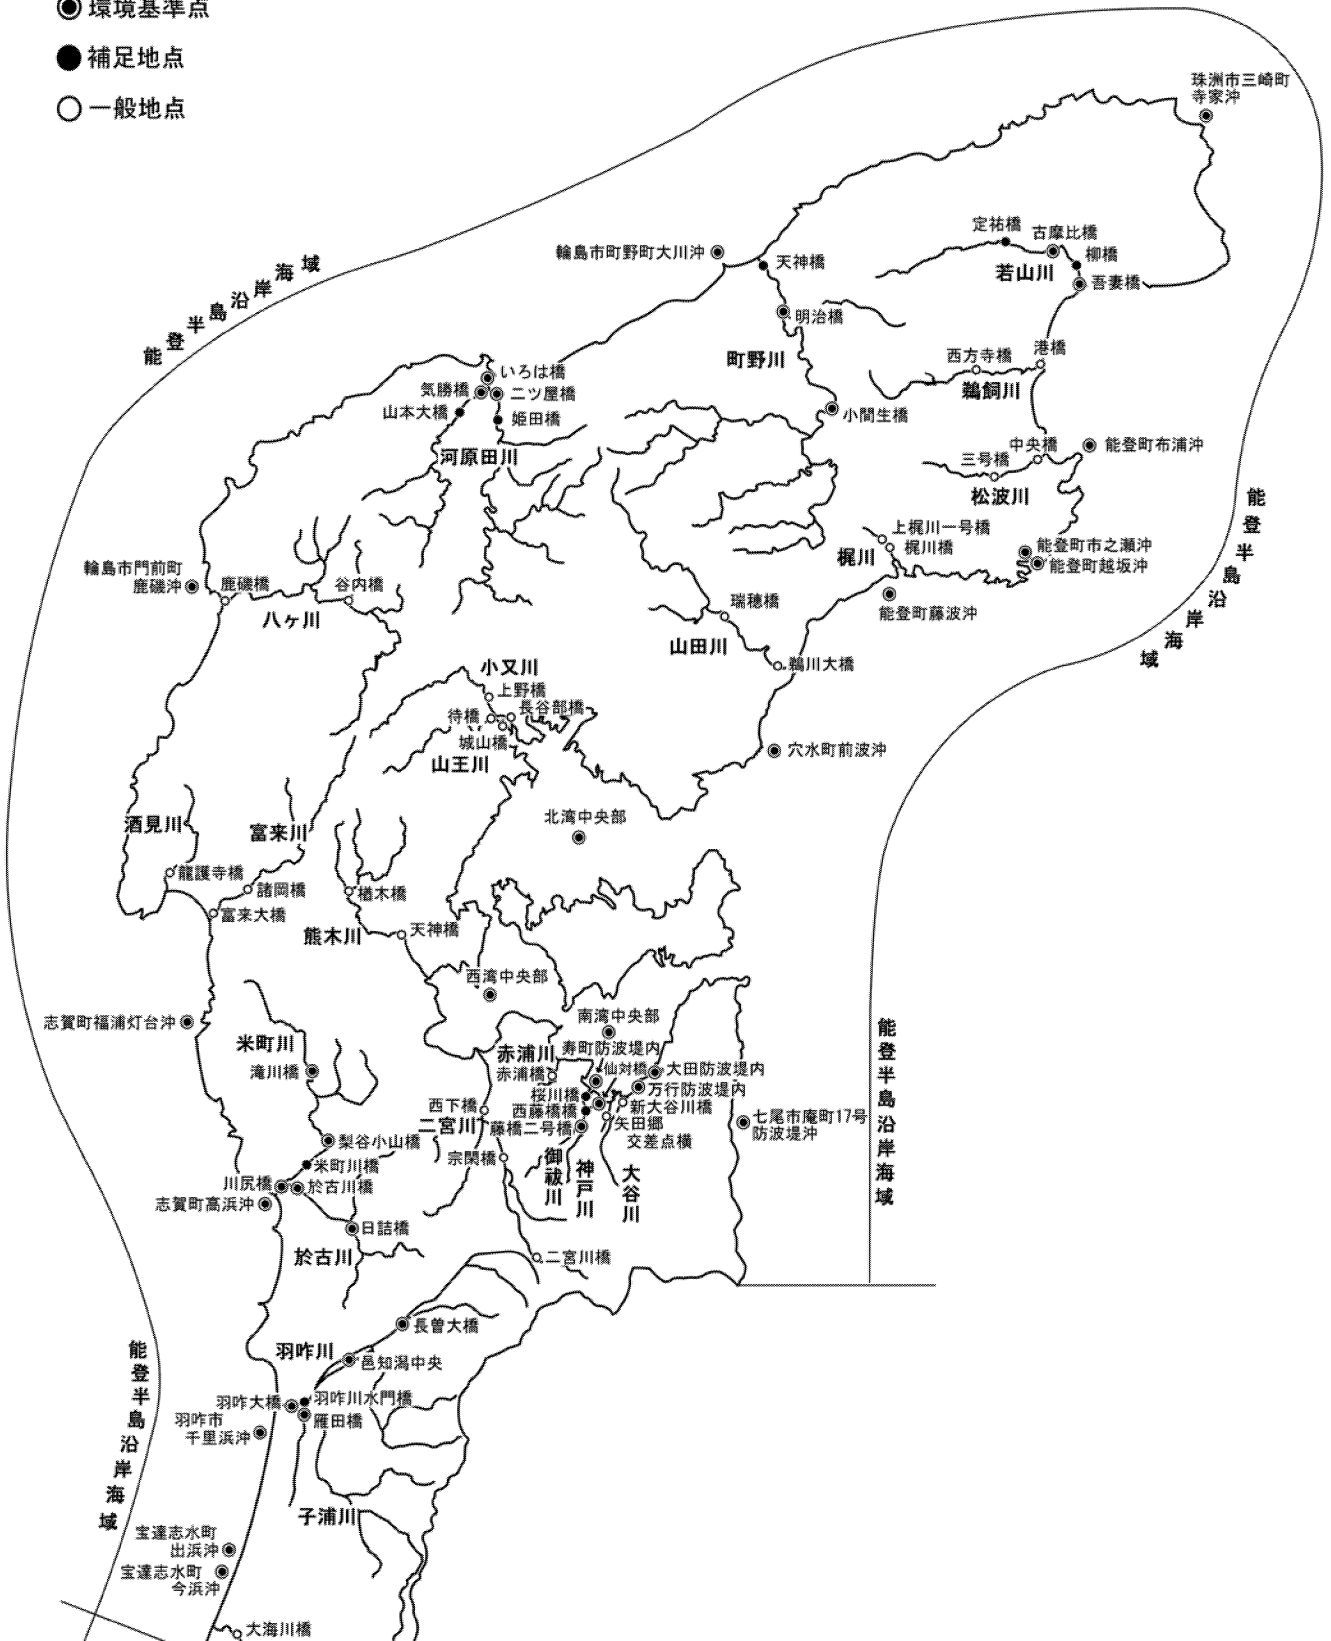 環境基準点
補足地点
一般地点
珠洲市三崎町
寺家沖
定祐橋
古摩比橋
柳橋
若山川
吾妻橋
輪島市町野町大川沖
天神橋
明治橋
町野川
能登半島沿岸海域
西方寺橋
港橋
鵜飼川
いろは橋
気勝橋
二ツ屋橋
山本大橋
姫田橋
小間生橋
河原田川
中央橋
能登町布浦沖
三号橋
松波川
能登半島沿岸海域
上梶川一号橋
梶川橋
梶川
能登町市之瀬沖
能登町越坂沖
輪島市門前町
鹿磯沖
鹿磯橋
谷内橋
八ヶ川
瑞穂橋
能登町藤波沖
山田川
鵜川大橋
小又川
上野橋
待橋
長谷部橋
城山橋
山王川
穴水町前波沖
北湾中央部
酒見川
富来川
龍護寺橋
諸岡橋
富来大橋
楢木橋
熊木川
天神橋
西湾中央部
志賀町福浦灯台沖
南湾中央部
米町川
滝川橋
赤浦川
寿町防波堤内
赤浦橋
仙対橋
大田防波堤内
桜川橋
万行防波堤内
西下橋
西藤橋橋
新大谷川橋
二宮川
藤橋二号橋
矢田郷
交差点横
七尾市庵町17号
防波堤沖
能登半島沿岸海域
梨谷小山橋
宗閑橋
米町川橋
御祓川
神戸川
大谷川
川尻橋
於古川橋
志賀町高浜沖
日詰橋
於古川
二宮川橋
長曽大橋
羽咋川
邑知潟中央
能登半島沿岸海域
羽咋大橋
羽咋川水門橋
羽咋市
千里浜沖
雁田橋
子浦川
宝達志水町
出浜沖
宝達志水町
今浜沖
大海川橋